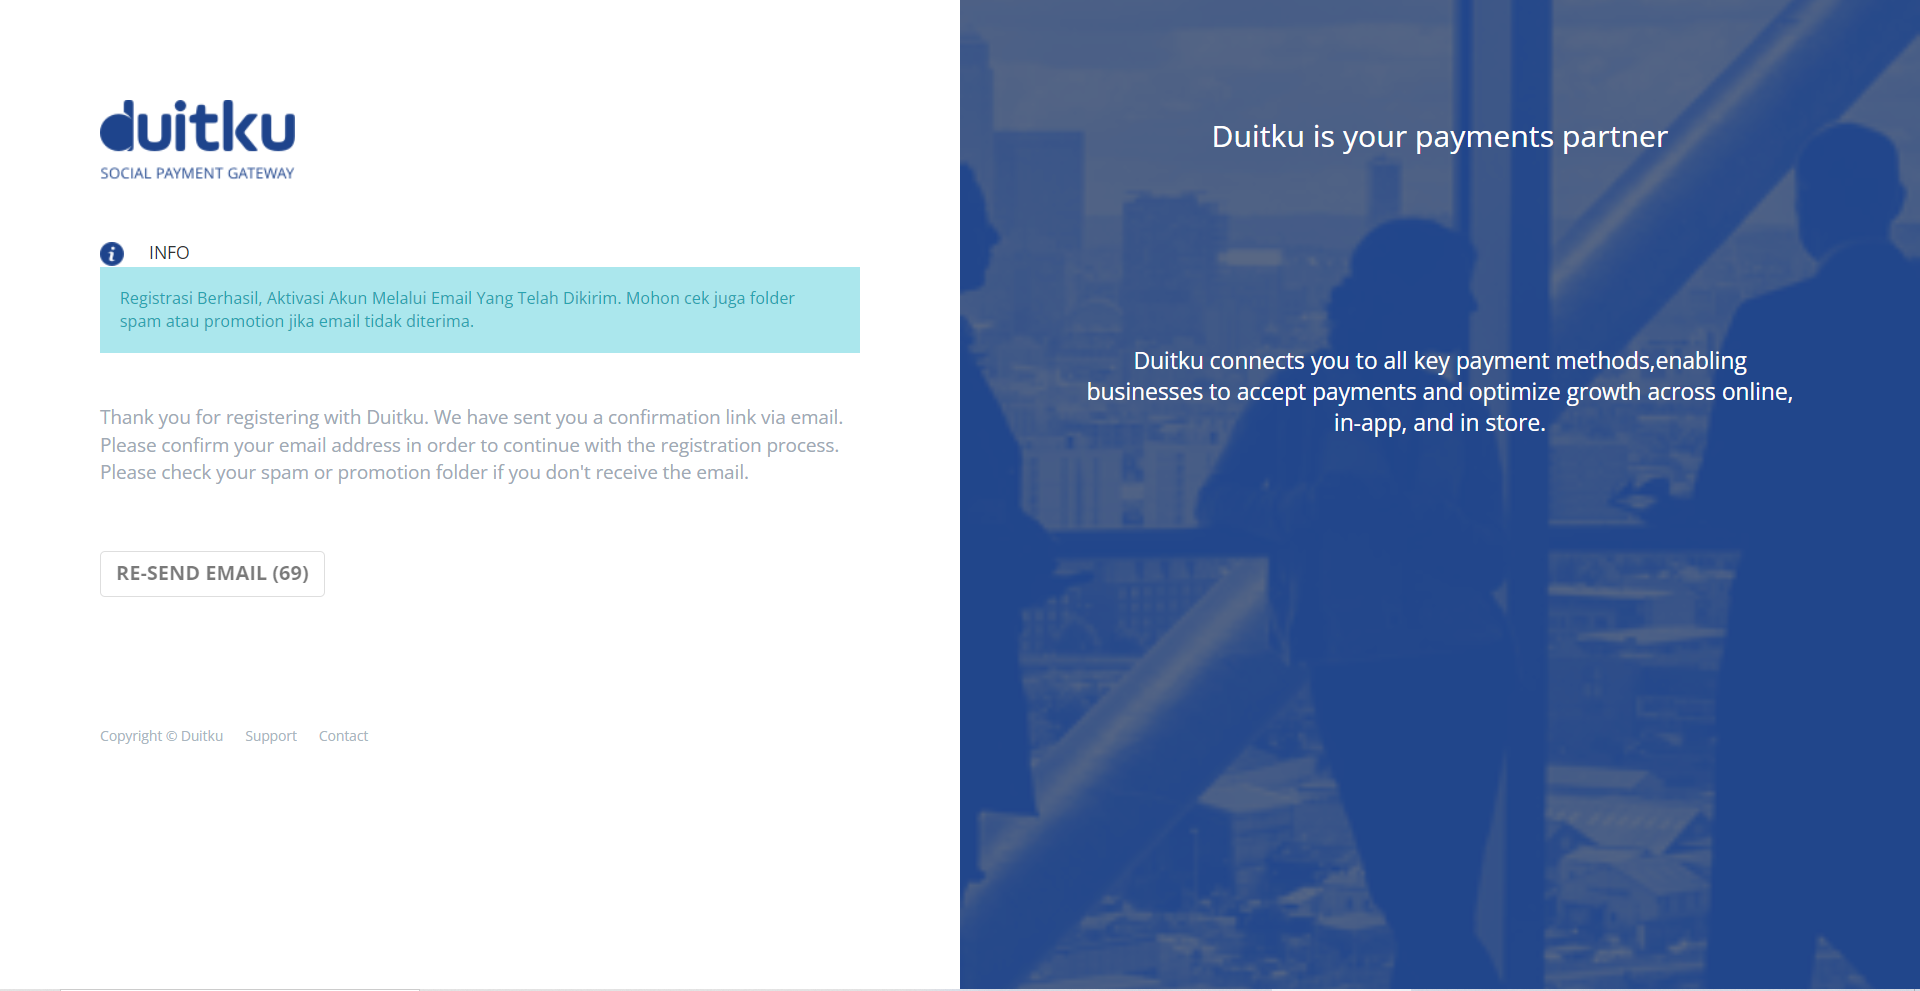 duitku
SOCIAL PAYMENT GATEWAY
INFO
Registrasi Berhasil, Aktivasi Akun Melalui Email Yang Telah Dikirim. Mohon cek juga folder
spam atau promotion jika email tidak diterima.
Thank you for registering with Duitku. We have sent you a confirmation link via email.
Please confirm your email address in order to continue with the registration process.
Please check your spam or promotion folder if you don't receive the email.
RE-SEND EMAIL (69)
Copyright © Duitku Support Contact
Duitku is your payments partner
Duitku connects you to all key payment methods,enabling
businesses to accept payments and optimize growth across online,
in-app, and in store.